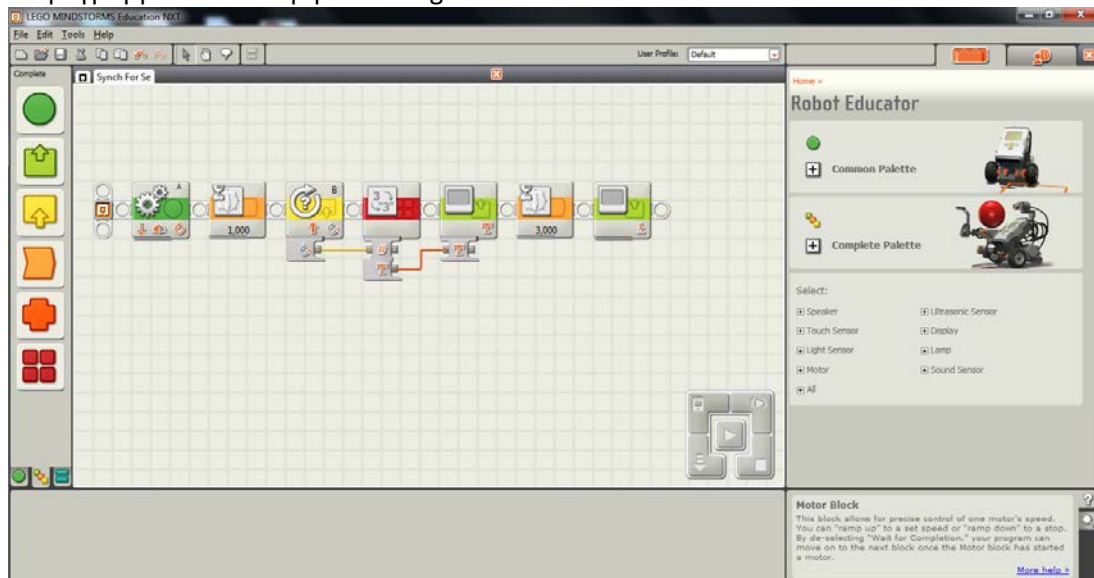 LEGO MINDSTORMS Education NXT
File Edit Tools Help
User Profile: Default
Complete
Synch For Se
Home »
Robot Educator
Common Palette
Complete Palette
A
B
1,000
3,000
Select:
Speaker
Ultrasonic Sensor
Touch Sensor
Display
Light Sensor
Lamp
Motor
Sound Sensor
All
Motor Block
This block allows for precise control of one motor's speed.
You can "ramp up" to a set speed or "ramp down" to a stop.
By de-selecting "Wait for Completion," your program can
move on to the next block once the Motor block has started
a motor.
More help »